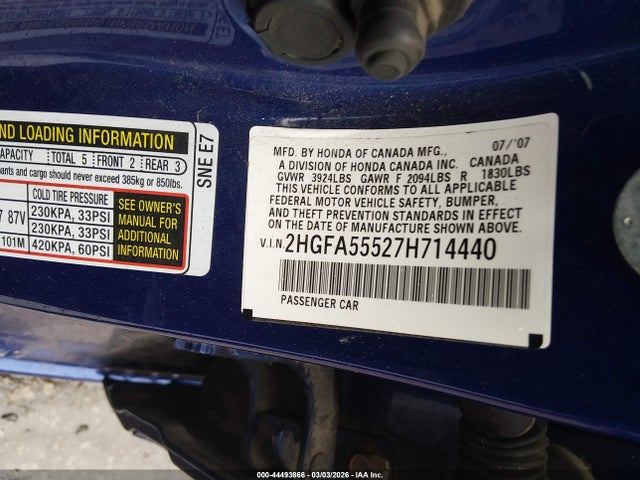 ND LOADING INFORMATION
CAPACITY TOTAL 5 FRONT 2 REAR 3
pants and cargo should never exceed 385kg or 850lbs.
COLD TIRE PRESSURE
7 87V 230KPA, 33PSI
230KPA, 33PSI
101M 420KPA, 60PSI
SEE OWNER'S
MANUAL FOR
ADDITIONAL
INFORMATION
SNE E7
MFD. BY HONDA OF CANADA MFG., 07/'07
A DIVISION OF HONDA CANADA INC. CANADA
GVWR 3924LBS GAWR F 2094LBS R 1830LBS
THIS VEHICLE CONFORMS TO ALL APPLICABLE
FEDERAL MOTOR VEHICLE SAFETY, BUMPER,
AND THEFT PREVENTION STANDARDS IN EFFECT
ON THE DATE OF MANUFACTURE SHOWN ABOVE.
V.I.N. 2HGFA55527H714440
PASSENGER CAR
000-44493866 - 03/03/2026 - IAA Inc.